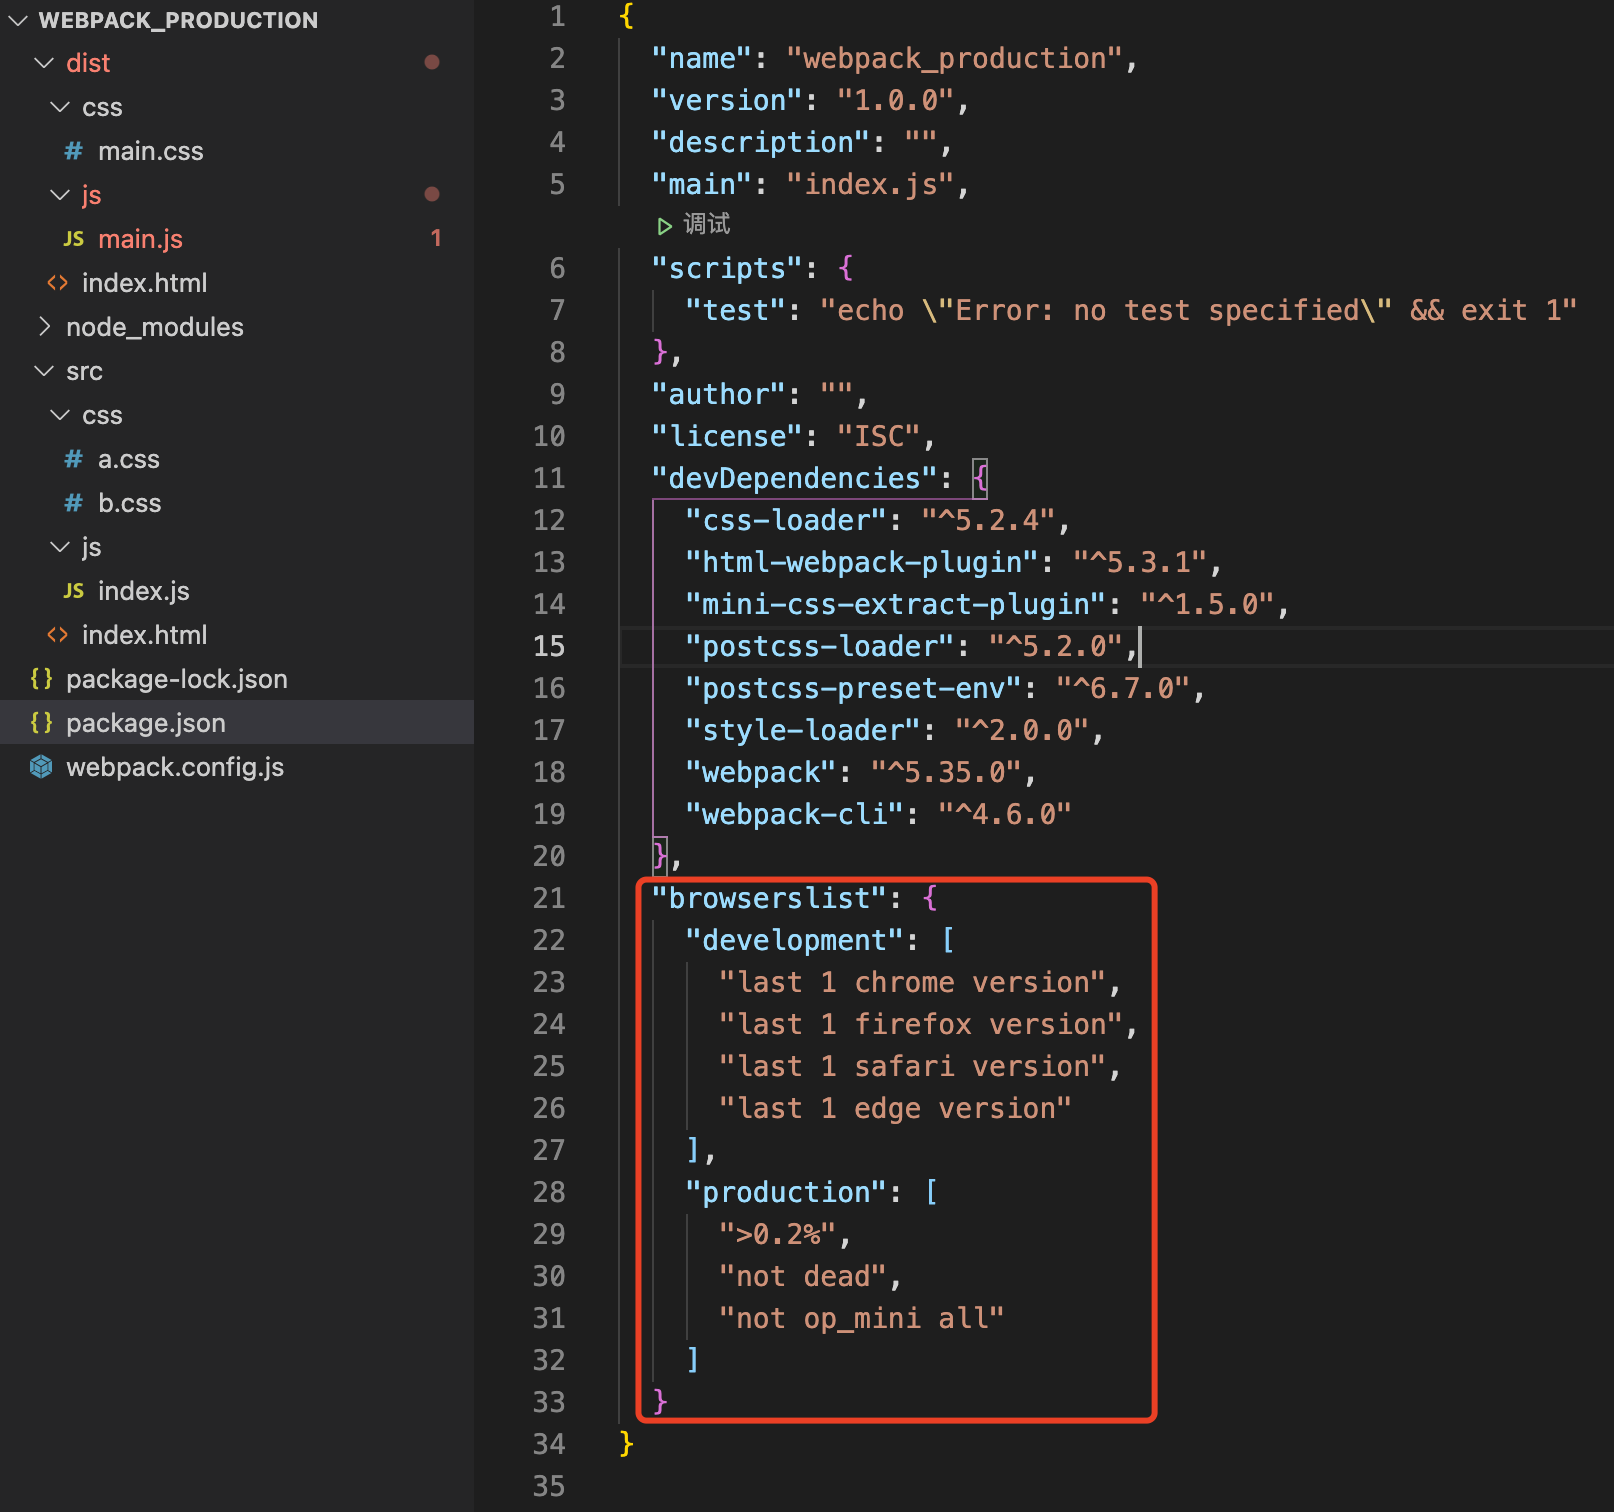 WEBPACK_PRODUCTION
dist
css
# main.css
js
JS main.js 1
<> index.html
node_modules
src
css
# a.css
# b.css
js
JS index.js
<> index.html
{} package-lock.json
{} package.json
webpack.config.js
1 {
2 "name": "webpack_production",
3 "version": "1.0.0",
4 "description": "",
5 "main": "index.js",
调试
6 "scripts": {
7 "test": "echo \"Error: no test specified\" && exit 1"
8 },
9 "author": "",
10 "license": "ISC",
11 "devDependencies": {
12 "css-loader": "^5.2.4",
13 "html-webpack-plugin": "^5.3.1",
14 "mini-css-extract-plugin": "^1.5.0",
15 "postcss-loader": "^5.2.0",
16 "postcss-preset-env": "^6.7.0",
17 "style-loader": "^2.0.0",
18 "webpack": "^5.35.0",
19 "webpack-cli": "^4.6.0"
20 },
21 "browserslist": {
22 "development": [
23 "last 1 chrome version",
24 "last 1 firefox version",
25 "last 1 safari version",
26 "last 1 edge version"
27 ],
28 "production": [
29 ">0.2%",
30 "not dead",
31 "not op_mini all"
32 ]
33 }
34 }
35